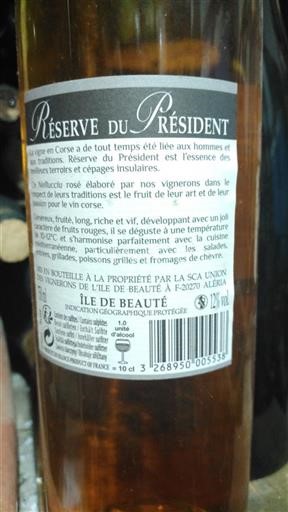 RÉSERVE DU PRÉSIDENT
La vigne en Corse a de tout temps été liée aux hommes et
aux traditions. Réserve du Président est l'essence des
meilleurs terroirs et cépages insulaires.
Ce Niellucciu rosé élaboré par nos vignerons dans le
respect de leurs traditions est le fruit de leur art et de leur
passion pour le vin corse.
Généreux, fruité, long, riche et vif, développant avec un joli
caractère de fruits rouges, il se déguste à une température
de 10-12°C et s'harmonise parfaitement avec la cuisine
méditerranéenne, particulièrement avec les salades,
grillades, poissons grillés et fromages de chèvre.
MIS EN BOUTEILLE À LA PROPRIÉTÉ PAR LA SCA UNION
DES VIGNERONS DE L'ILE DE BEAUTÉ À F-20270 ALÉRIA
ÎLE DE BEAUTÉ
INDICATION GÉOGRAPHIQUE PROTÉGÉE
12% vol.
1.0
unité
d'alcool
= 10 cl
PRODUCE OF FRANCE
3 268950 005538